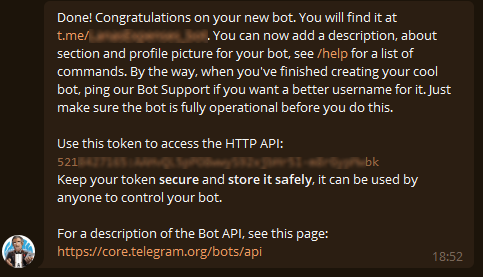 Done! Congratulations on your new bot. You will find it at
t.me/ . You can now add a description, about
section and profile picture for your bot, see /help for a list of
commands. By the way, when you've finished creating your cool
bot, ping our Bot Support if you want a better username for it. Just
make sure the bot is fully operational before you do this.
Use this token to access the HTTP API:
Keep your token secure and store it safely, it can be used by
anyone to control your bot.
For a description of the Bot API, see this page:
https://core.telegram.org/bots/api
18:52